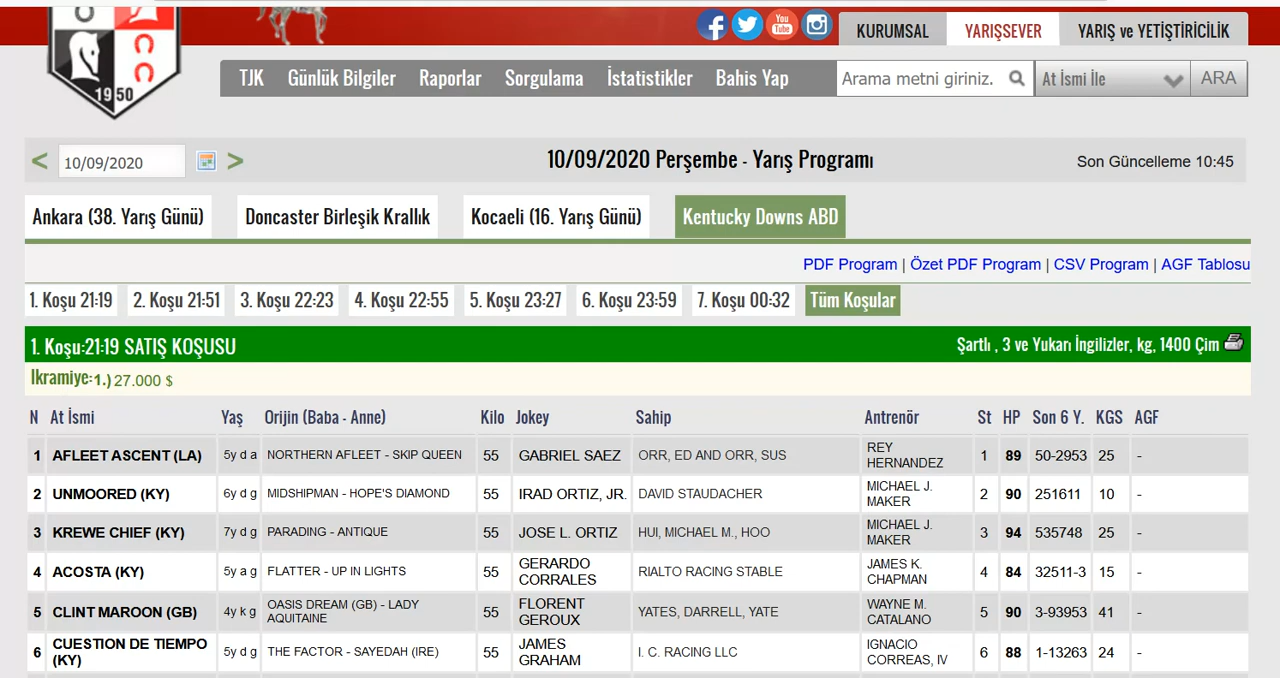 C
C C
1950
You Tube
KURUMSAL YARIŞSEVER YARIŞ ve YETİŞTİRİCİLİK
TJK Günlük Bilgiler Raporlar Sorgulama İstatistikler Bahis Yap Arama metni giriniz. At İsmi İle ARA
< 10/09/2020 > 10/09/2020 Perşembe - Yarış Programı Son Güncelleme 10:45
Ankara (38. Yarış Günü) Doncaster Birleşik Krallık Kocaeli (16. Yarış Günü) Kentucky Downs ABD
PDF Program | Özet PDF Program | CSV Program | AGF Tablosu
1. Koşu 21:19 2. Koşu 21:51 3. Koşu 22:23 4. Koşu 22:55 5. Koşu 23:27 6. Koşu 23:59 7. Koşu 00:32 Tüm Koşular
1. Koşu:21:19 SATIŞ KOŞUSU Şartlı , 3 ve Yukarı İngilizler, kg, 1400 Çim
Ikramiye:1.) 27.000 $
N At İsmi Yaş Orijin (Baba - Anne) Kilo Jokey Sahip Antrenör St HP Son 6 Y. KGS AGF
1 AFLEET ASCENT (LA) 5y d a NORTHERN AFLEET - SKIP QUEEN 55 GABRIEL SAEZ ORR, ED AND ORR, SUS REY HERNANDEZ 1 89 50-2953 25 -
2 UNMOORED (KY) 6y d g MIDSHIPMAN - HOPE'S DIAMOND 55 IRAD ORTIZ, JR. DAVID STAUDACHER MICHAEL J. MAKER 2 90 251611 10 -
3 KREWE CHIEF (KY) 7y d g PARADING - ANTIQUE 55 JOSE L. ORTIZ HUI, MICHAEL M., HOO MICHAEL J. MAKER 3 94 535748 25 -
4 ACOSTA (KY) 5y a g FLATTER - UP IN LIGHTS 55 GERARDO CORRALES RIALTO RACING STABLE JAMES K. CHAPMAN 4 84 32511-3 15 -
5 CLINT MAROON (GB) 4y k g OASIS DREAM (GB) - LADY AQUITAINE 55 FLORENT GEROUX YATES, DARRELL, YATE WAYNE M. CATALANO 5 90 3-93953 41 -
6 CUESTION DE TIEMPO (KY) 5y d g THE FACTOR - SAYEDAH (IRE) 55 JAMES GRAHAM I. C. RACING LLC IGNACIO CORREAS, IV 6 88 1-13263 24 -